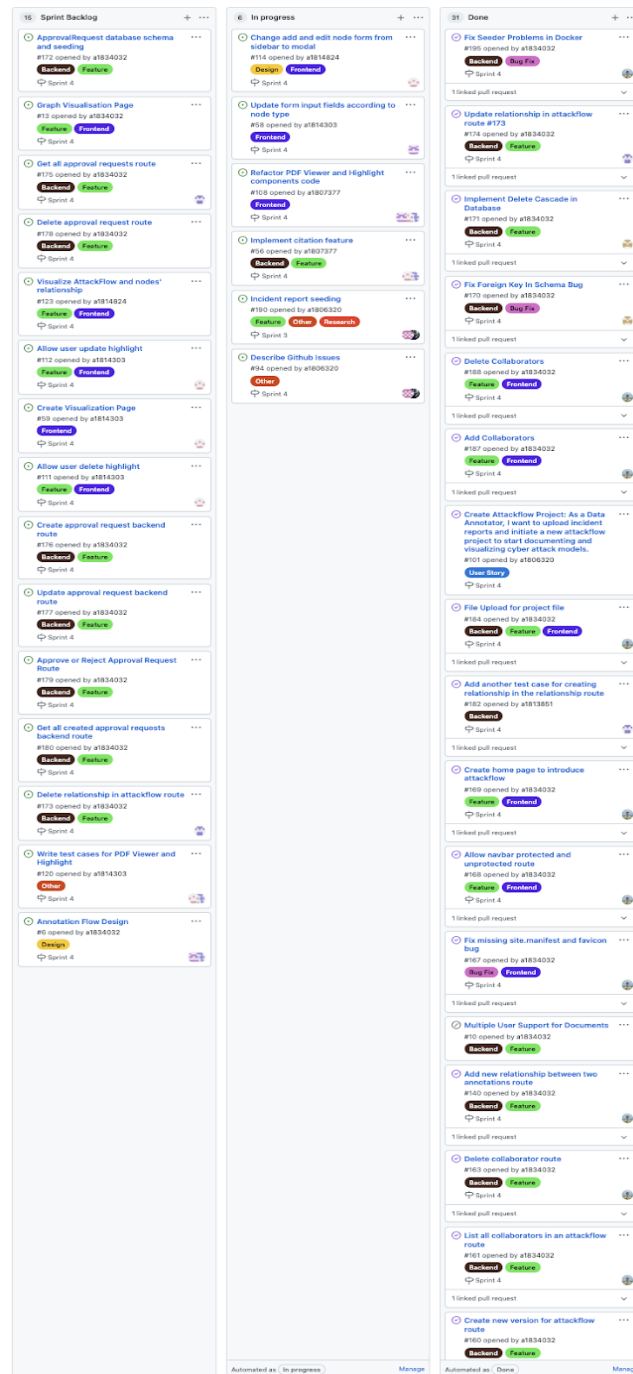 15 Sprint Backlog
ApprovalRequest database schema
and seeding
#172 opened by a1834032
Backend Feature
Sprint 4
Graph Visualisation Page
#13 opened by a1834032
Feature Frontend
Sprint 4
Get all approval requests route
#175 opened by a1834032
Backend Feature
Sprint 4
Delete approval request route
#178 opened by a1834032
Backend Feature
Sprint 4
Visualize AttackFlow and nodes'
relationship
#123 opened by a1814824
Feature Frontend
Sprint 4
Allow user update highlight
#112 opened by a1814303
Feature Frontend
Sprint 4
Create Visualization Page
#59 opened by a1814303
Frontend
Sprint 4
Allow user delete highlight
#111 opened by a1814303
Feature Frontend
Sprint 4
Create approval request backend
route
#176 opened by a1834032
Backend Feature
Sprint 4
Update approval request backend
route
#177 opened by a1834032
Backend Feature
Sprint 4
Approve or Reject Approval Request
Route
#179 opened by a1834032
Backend Feature
Sprint 4
Get all created approval requests
backend route
#180 opened by a1834032
Backend Feature
Sprint 4
Delete relationship in attackflow route
#173 opened by a1834032
Backend Feature
Sprint 4
Write test cases for PDF Viewer and
Highlight
#120 opened by a1814303
Other
Sprint 4
Annotation Flow Design
#6 opened by a1834032
Design
Sprint 4
6 In progress
Change add and edit node form from
sidebar to modal
#114 opened by a1814824
Design Frontend
Sprint 4
Update form input fields according to
node type
#58 opened by a1814303
Frontend
Sprint 4
Refactor PDF Viewer and Highlight
components code
#108 opened by a1807377
Frontend
Sprint 4
Implement citation feature
#56 opened by a1807377
Backend Feature
Sprint 4
Incident report seeding
#190 opened by a1806320
Feature Other Research
Sprint 3
Describe Github Issues
#94 opened by a1806320
Other
Sprint 4
Automated as In progress Manage
31 Done
Fix Seeder Problems in Docker
#195 opened by a1834032
Backend Bug Fix
Sprint 4
1 linked pull request
Update relationship in attackflow
route #173
#174 opened by a1834032
Backend Feature
Sprint 4
1 linked pull request
Implement Delete Cascade in
Database
#171 opened by a1834032
Backend Feature
Sprint 4
1 linked pull request
Fix Foreign Key In Schema Bug
#170 opened by a1834032
Backend Bug Fix
Sprint 4
1 linked pull request
Delete Collaborators
#188 opened by a1834032
Feature Frontend
Sprint 4
1 linked pull request
Add Collaborators
#187 opened by a1834032
Feature Frontend
Sprint 4
1 linked pull request
Create Attackflow Project: As a Data
Annotator, I want to upload incident
reports and initiate a new attackflow
project to start documenting and
visualizing cyber attack models.
#101 opened by a1806320
User Story
Sprint 4
File Upload for project file
#184 opened by a1834032
Backend Feature Frontend
Sprint 4
1 linked pull request
Add another test case for creating
relationship in the relationship route
#182 opened by a1813851
Backend
Sprint 4
1 linked pull request
Create home page to introduce
attackflow
#169 opened by a1834032
Feature Frontend
Sprint 4
1 linked pull request
Allow navbar protected and
unprotected route
#168 opened by a1834032
Feature Frontend
Sprint 4
1 linked pull request
Fix missing site.manifest and favicon
bug
#167 opened by a1834032
Bug Fix Frontend
Sprint 4
1 linked pull request
Multiple User Support for Documents
#10 opened by a1834032
Backend Feature
Add new relationship between two
annotations route
#140 opened by a1834032
Backend Feature
Sprint 4
1 linked pull request
Delete collaborator route
#163 opened by a1834032
Backend Feature
Sprint 4
1 linked pull request
List all collaborators in an attackflow
route
#161 opened by a1834032
Backend Feature
Sprint 4
1 linked pull request
Create new version for attackflow
route
#160 opened by a1834032
Backend Feature
Automated as Done Manag